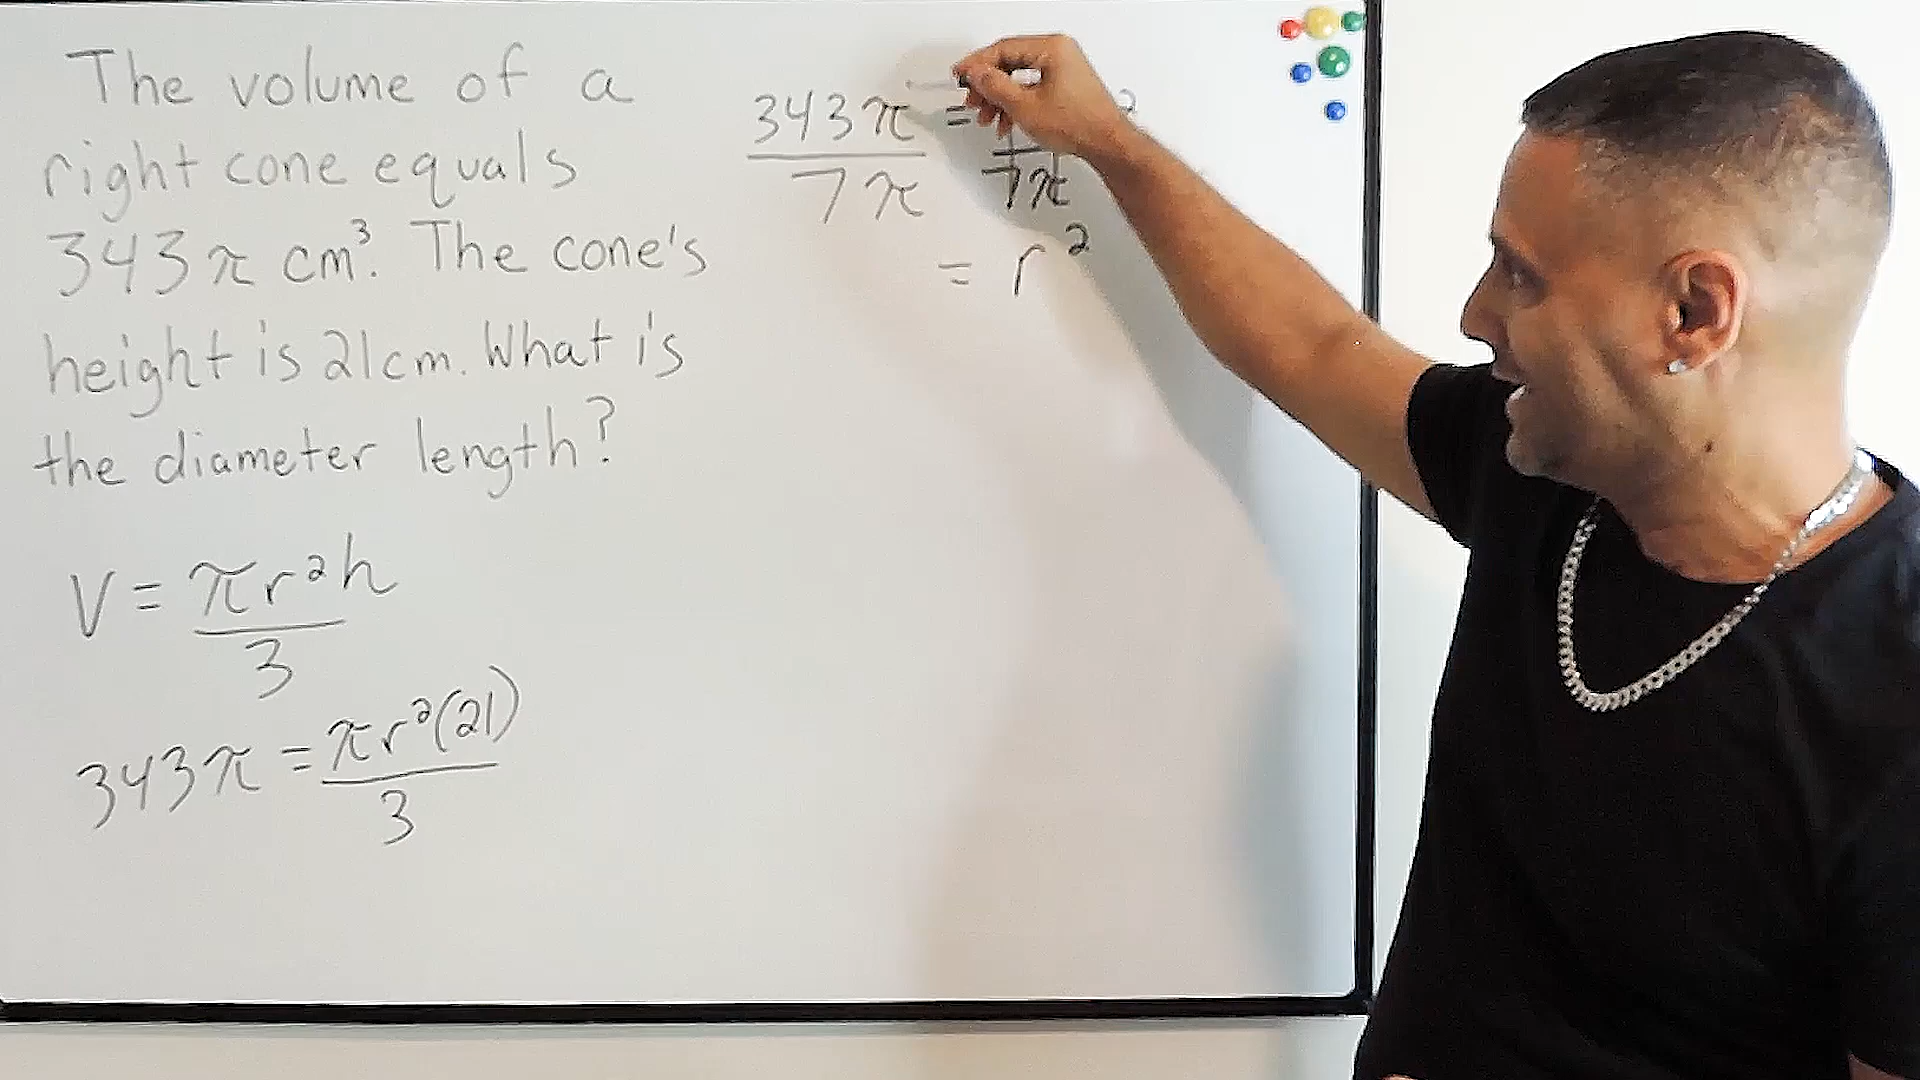 The volume of a
right cone equals
343π cm³. The cone's
height is 21cm. What is
the diameter length?
V = πr²h
3
343π = πr²(21)
3
343π = ²
7π 7π
= r²